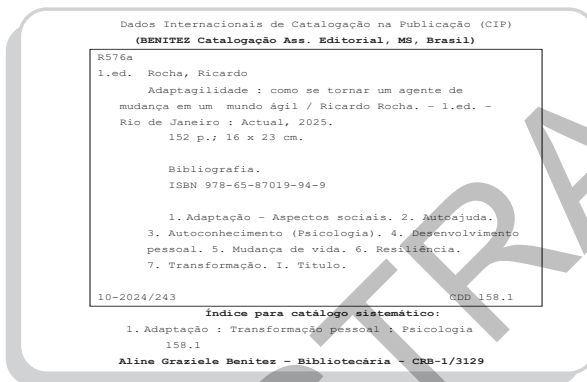 Dados Internacionais de Catalogação na Publicação (CIP)
(BENITEZ Catalogação Ass. Editorial, MS, Brasil)
R576a
1.ed. Rocha, Ricardo
Adaptagilidade : como se tornar um agente de
mudança em um mundo ágil / Ricardo Rocha. – 1.ed. –
Rio de Janeiro : Actual, 2025.
152 p.; 16 x 23 cm.
Bibliografia.
ISBN 978-65-87019-94-9
1. Adaptação – Aspectos sociais. 2. Autoajuda.
3. Autoconhecimento (Psicologia). 4. Desenvolvimento
pessoal. 5. Mudança de vida. 6. Resiliência.
7. Transformação. I. Titulo.
10-2024/243 CDD 158.1
Índice para catálogo sistemático:
1. Adaptação : Transformação pessoal : Psicologia
158.1
Aline Graziele Benitez – Bibliotecária – CRB-1/3129
STRA